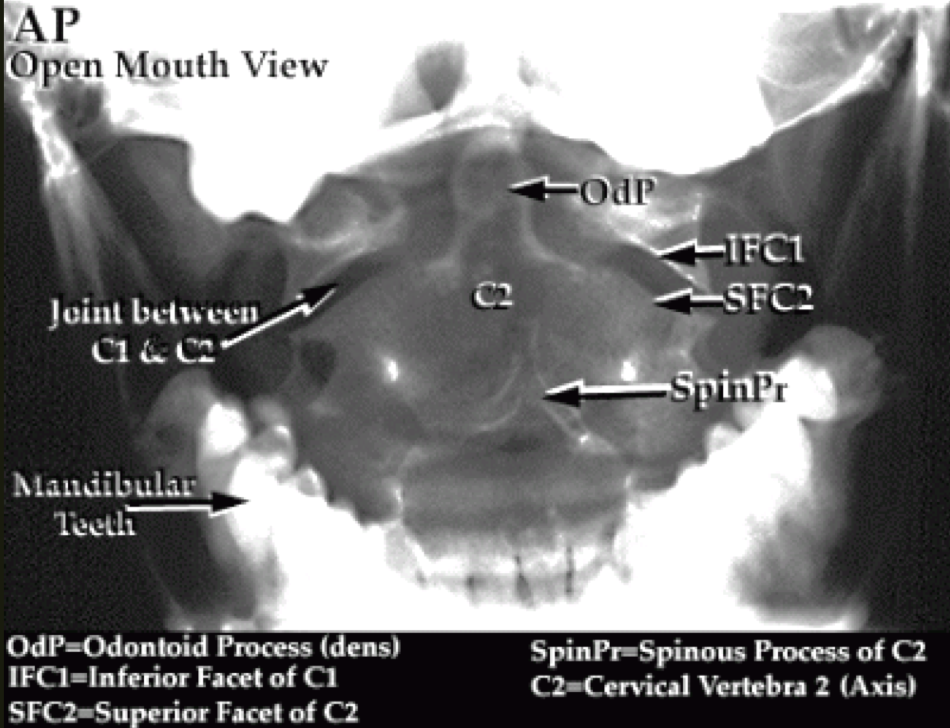 AP
Open Mouth View
OdP
IFC1
C2
SFC2
Joint between
C1 & C2
SpinPr
Mandibular
Teeth
OdP=Odontoid Process (dens)
IFC1=Inferior Facet of C1
SFC2=Superior Facet of C2
SpinPr=Spinous Process of C2
C2=Cervical Vertebra 2 (Axis)